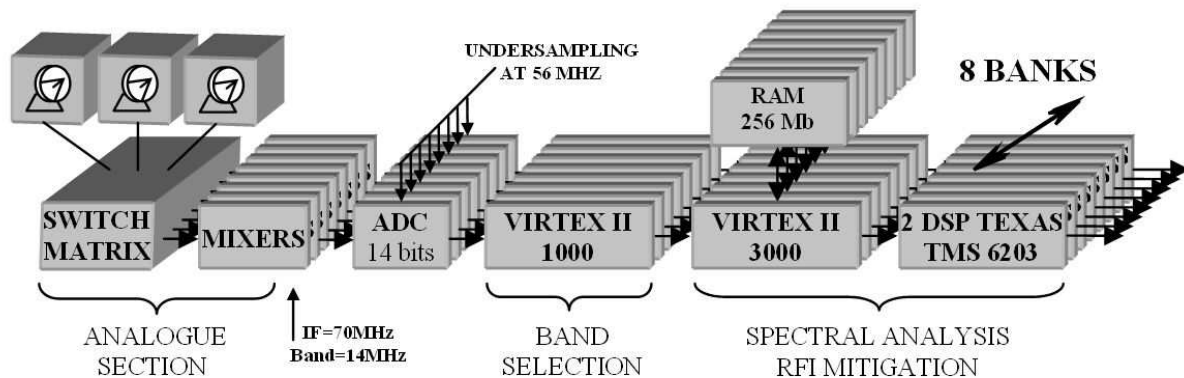 UNDERSAMPLING
AT 56 MHZ
8 BANKS
RAM
256 Mb
SWITCH
MATRIX
MIXERS
ADC
14 bits
VIRTEX II
1000
VIRTEX II
3000
2 DSP TEXAS
TMS 6203
ANALOGUE
SECTION
IF=70MHz
Band=14MHz
BAND
SELECTION
SPECTRAL ANALYSIS
RFI MITIGATION